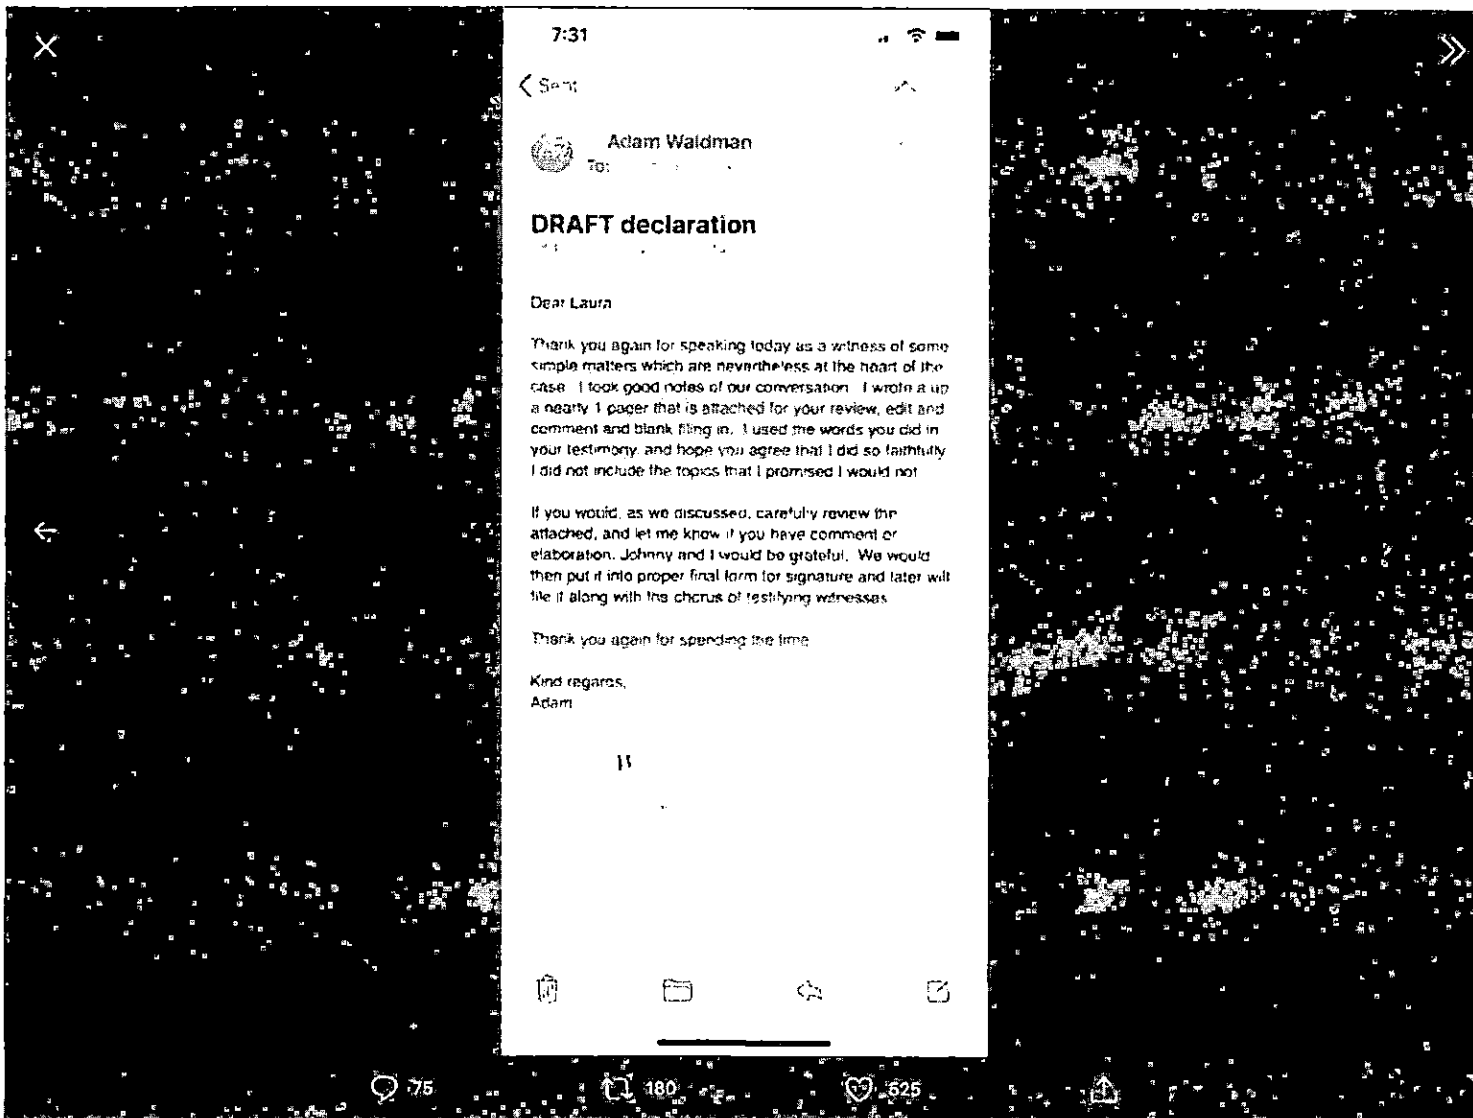 7:31
Sent
Adam Waldman
To:
DRAFT declaration
Dear Laura
Thank you again for speaking today as a witness of some
simple matters which are nevertheless at the heart of the
case. I took good notes of our conversation. I wrote a up
a nearly 1 pager that is attached for your review, edit and
comment and blank filing in. I used the words you did in
your testimony, and hope you agree that I did so faithfully
I did not include the topics that I promised I would not
If you would, as we discussed, carefully review the
attached, and let me know if you have comment or
elaboration. Johnny and I would be grateful. We would
then put it into proper final form for signature and later will
file it along with the chorus of testifying witnesses
Thank you again for spending the time
Kind regards,
Adam
75
180
525